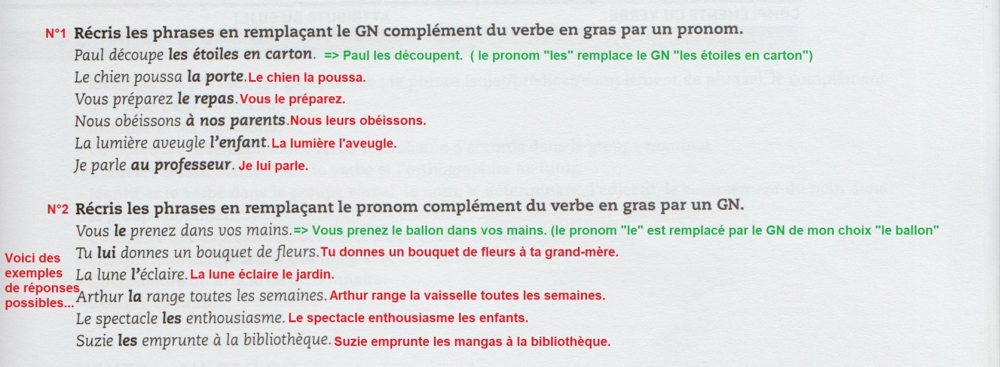 N°1 Récris les phrases en remplaçant le GN complément du verbe en gras par un pronom.
Paul découpe les étoiles en carton. => Paul les découpent. ( le pronom "les" remplace le GN "les étoiles en carton")
Le chien poussa la porte.Le chien la poussa.
Vous préparez le repas.Vous le préparez.
Nous obéissons à nos parents.Nous leurs obéissons.
La lumière aveugle l'enfant.La lumière l'aveugle.
Je parle au professeur. Je lui parle.
N°2 Récris les phrases en remplaçant le pronom complément du verbe en gras par un GN.
Vous le prenez dans vos mains.=> Vous prenez le ballon dans vos mains. (le pronom "le" est remplacé par le GN de mon choix "le ballon"
Voici des
exemples
de réponses
possibles...
Tu lui donnes un bouquet de fleurs.Tu donnes un bouquet de fleurs à ta grand-mère.
La lune l'éclaire. La lune éclaire le jardin.
Arthur la range toutes les semaines. Arthur range la vaisselle toutes les semaines.
Le spectacle les enthousiasme. Le spectacle enthousiasme les enfants.
Suzie les emprunte à la bibliothèque. Suzie emprunte les mangas à la bibliothèque.